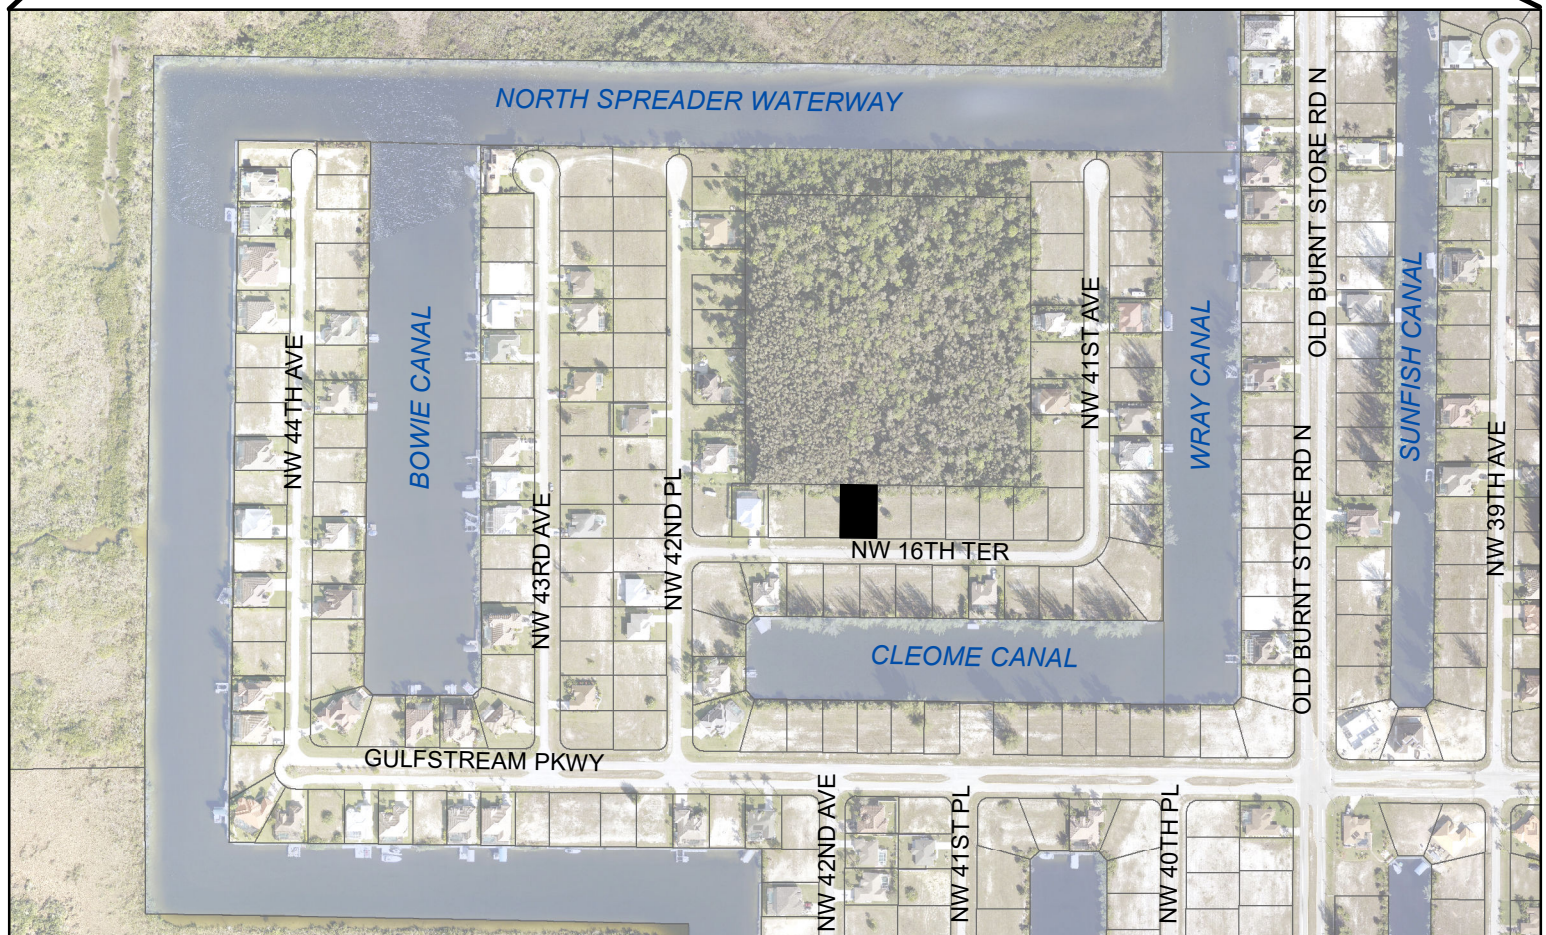 NORTH SPREADER WATERWAY
OLD BURNT STORE RD N
SUNFISH CANAL
NW 41ST AVE
WRAY CANAL
BOWIE CANAL
NW 44TH AVE
NW 39TH AVE
NW 42ND PL
NW 43RD AVE
OLD BURNT STORE RD N
NW 16TH TER
CLEOME CANAL
GULFSTREAM PKWY
NW 42ND AVE
NW 41ST PL
NW 40TH PL